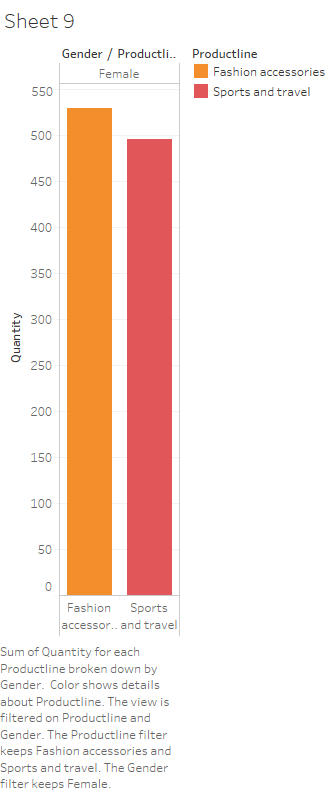 Sheet 9
Gender / Productli..
Productline
Female
Fashion accessories
Sports and travel
550
500
450
400
350
300
250
200
150
100
50
0
Quantity
Fashion
accessor..
Sports
and travel
Sum of Quantity for each
Productline broken down by
Gender. Color shows details
about Productline. The view is
filtered on Productline and
Gender. The Productline filter
keeps Fashion accessories and
Sports and travel. The Gender
filter keeps Female.